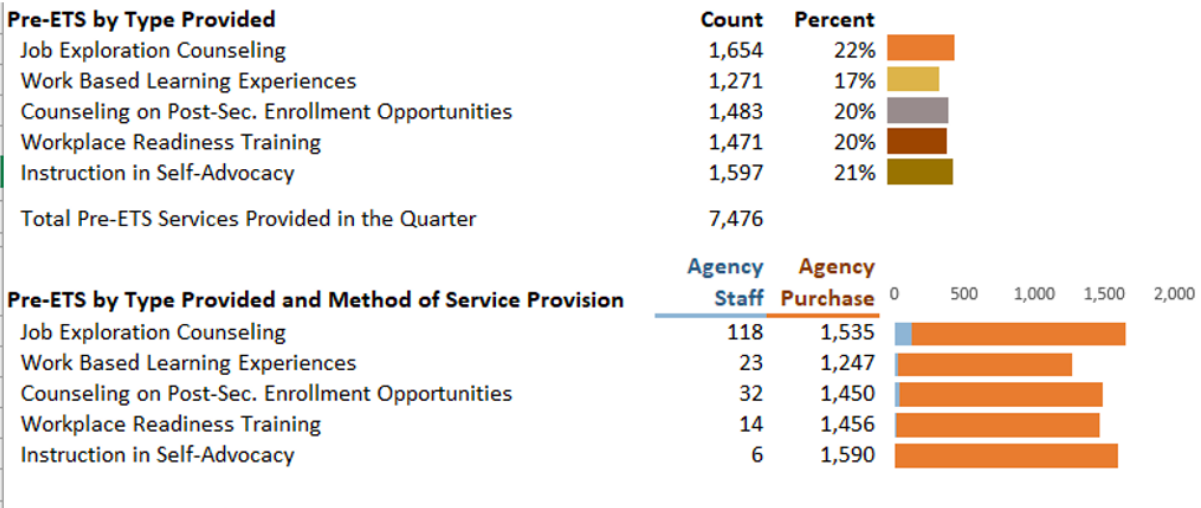 Pre-ETS by Type Provided Count Percent
Job Exploration Counseling 1,654 22%
Work Based Learning Experiences 1,271 17%
Counseling on Post-Sec. Enrollment Opportunities 1,483 20%
Workplace Readiness Training 1,471 20%
Instruction in Self-Advocacy 1,597 21%
Total Pre-ETS Services Provided in the Quarter 7,476
Agency Agency
Pre-ETS by Type Provided and Method of Service Provision Staff Purchase 0 500 1,000 1,500 2,000
Job Exploration Counseling 118 1,535
Work Based Learning Experiences 23 1,247
Counseling on Post-Sec. Enrollment Opportunities 32 1,450
Workplace Readiness Training 14 1,456
Instruction in Self-Advocacy 6 1,590